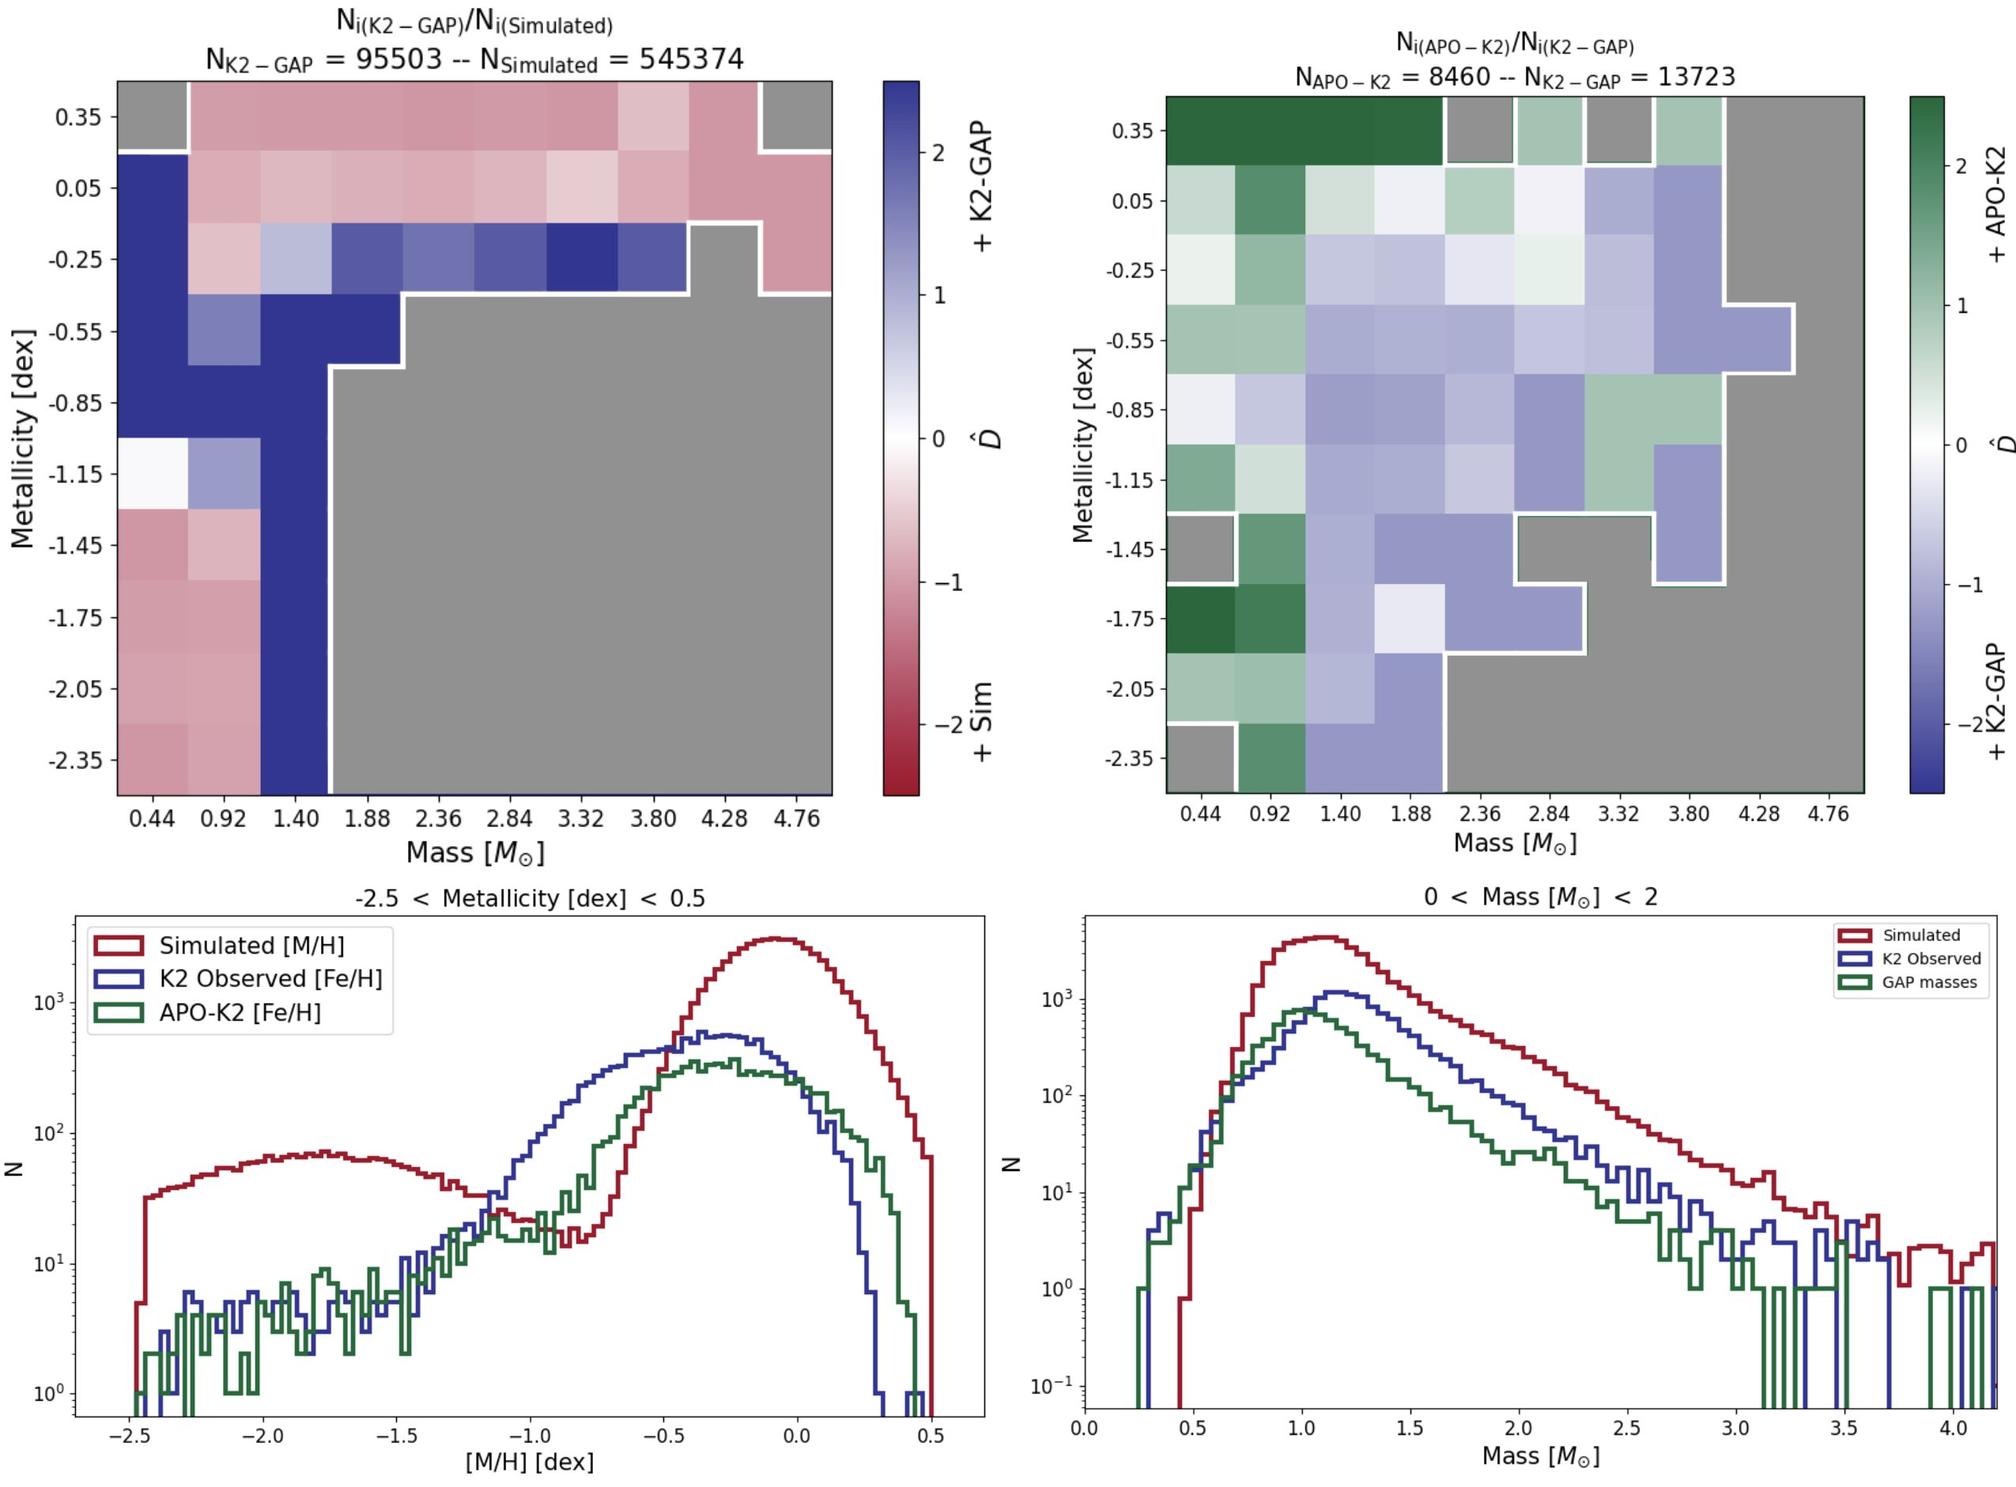 N_i(K2 − GAP)/N_i(Simulated)
N_K2 − GAP = 95503 -- N_Simulated = 545374
0.35
0.05
-0.25
-0.55
-0.85
-1.15
-1.45
-1.75
-2.05
-2.35
Metallicity [dex]
0.44 0.92 1.40 1.88 2.36 2.84 3.32 3.80 4.28 4.76
Mass [M⊙]
2
1
0
−1
−2
+ K2-GAP
D̂
+ Sim
N_i(APO − K2)/N_i(K2 − GAP)
N_APO − K2 = 8460 -- N_K2 − GAP = 13723
0.35
0.05
-0.25
-0.55
-0.85
-1.15
-1.45
-1.75
-2.05
-2.35
Metallicity [dex]
0.44 0.92 1.40 1.88 2.36 2.84 3.32 3.80 4.28 4.76
Mass [M⊙]
2
1
0
−1
−2
+ APO-K2
D̂
+ K2-GAP
-2.5 < Metallicity [dex] < 0.5
Simulated [M/H]
K2 Observed [Fe/H]
APO-K2 [Fe/H]
10³
10²
10¹
10⁰
N
−2.5 −2.0 −1.5 −1.0 −0.5 0.0 0.5
[M/H] [dex]
0 < Mass [M⊙] < 2
Simulated
K2 Observed
GAP masses
10³
10²
10¹
10⁰
10⁻¹
N
0.0 0.5 1.0 1.5 2.0 2.5 3.0 3.5 4.0
Mass [M⊙]